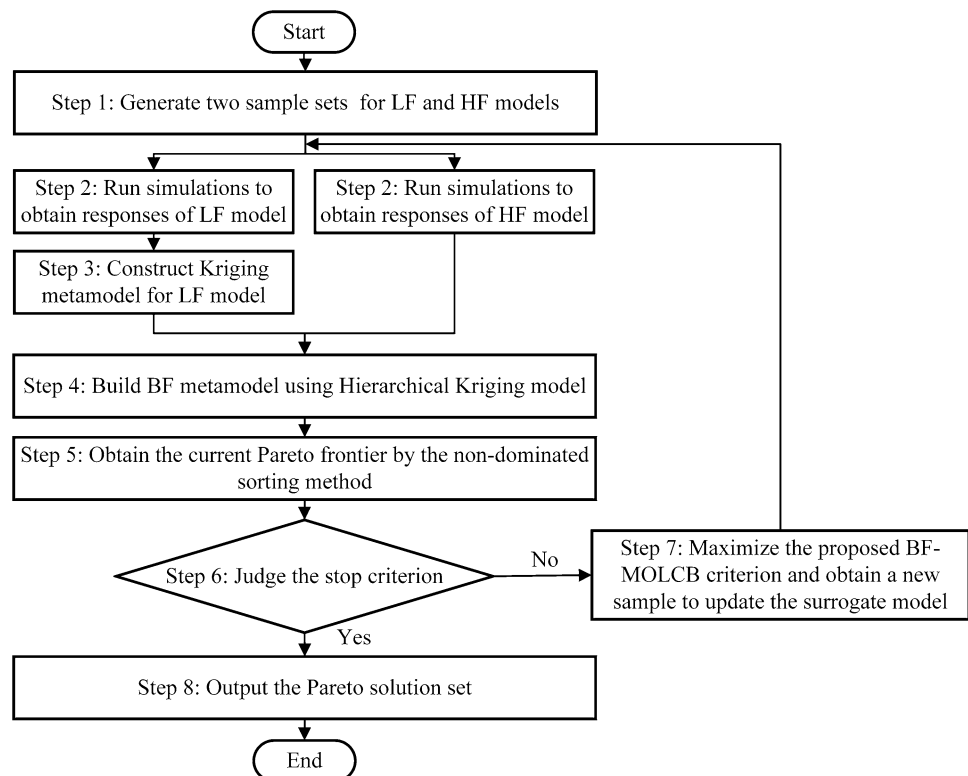 Start
Step 1: Generate two sample sets for LF and HF models
Step 2: Run simulations to
obtain responses of LF model
Step 2: Run simulations to
obtain responses of HF model
Step 3: Construct Kriging
metamodel for LF model
Step 4: Build BF metamodel using Hierarchical Kriging model
Step 5: Obtain the current Pareto frontier by the non-dominated
sorting method
Step 6: Judge the stop criterion
No
Step 7: Maximize the proposed BF-
MOLCB criterion and obtain a new
sample to update the surrogate model
Yes
Step 8: Output the Pareto solution set
End